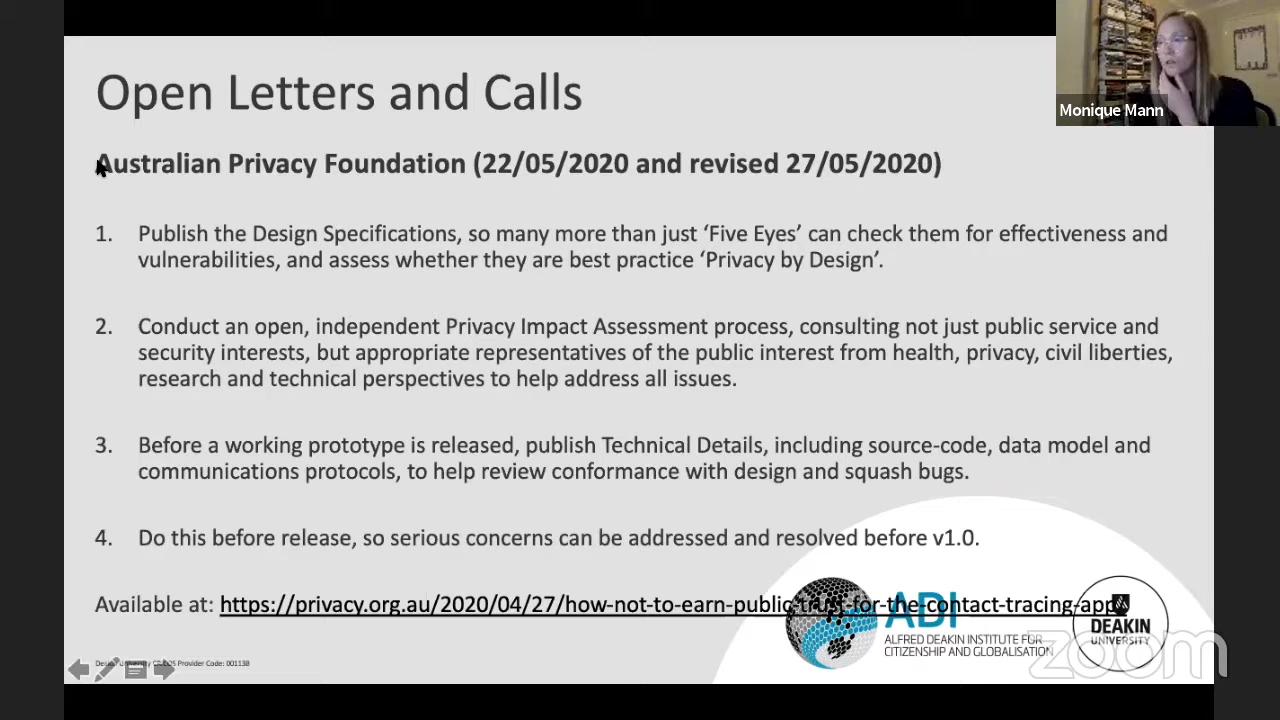 Open Letters and Calls
Monique Mann
Australian Privacy Foundation (22/05/2020 and revised 27/05/2020)
1. Publish the Design Specifications, so many more than just ‘Five Eyes’ can check them for effectiveness and
vulnerabilities, and assess whether they are best practice ‘Privacy by Design’.
2. Conduct an open, independent Privacy Impact Assessment process, consulting not just public service and
security interests, but appropriate representatives of the public interest from health, privacy, civil liberties,
research and technical perspectives to help address all issues.
3. Before a working prototype is released, publish Technical Details, including source-code, data model and
communications protocols, to help review conformance with design and squash bugs.
4. Do this before release, so serious concerns can be addressed and resolved before v1.0.
Available at: https://privacy.org.au/2020/04/27/how-not-to-earn-public-trust-for-the-contact-tracing-app/
ADI
ALFRED DEAKIN INSTITUTE FOR
CITIZENSHIP AND GLOBALISATION
DEAKIN
UNIVERSITY
University Provider Code:
zoom